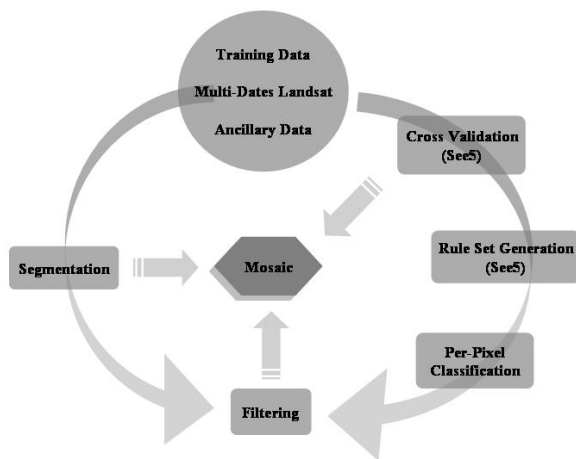 Training Data
Multi-Dates Landsat
Ancillary Data
Cross Validation
(See5)
Segmentation
Mosaic
Rule Set Generation
(See5)
Per-Pixel
Classification
Filtering